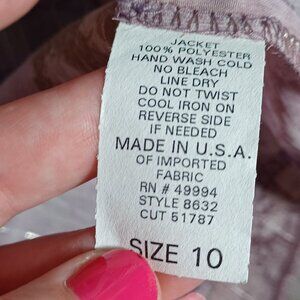 JACKET
100% POLYESTER
HAND WASH COLD
NO BLEACH
LINE DRY
DO NOT TWIST
COOL IRON ON
REVERSE SIDE
IF NEEDED
MADE IN U.S.A.
OF IMPORTED
FABRIC
RN # 49994
STYLE 8632
CUT 51787
SIZE 10